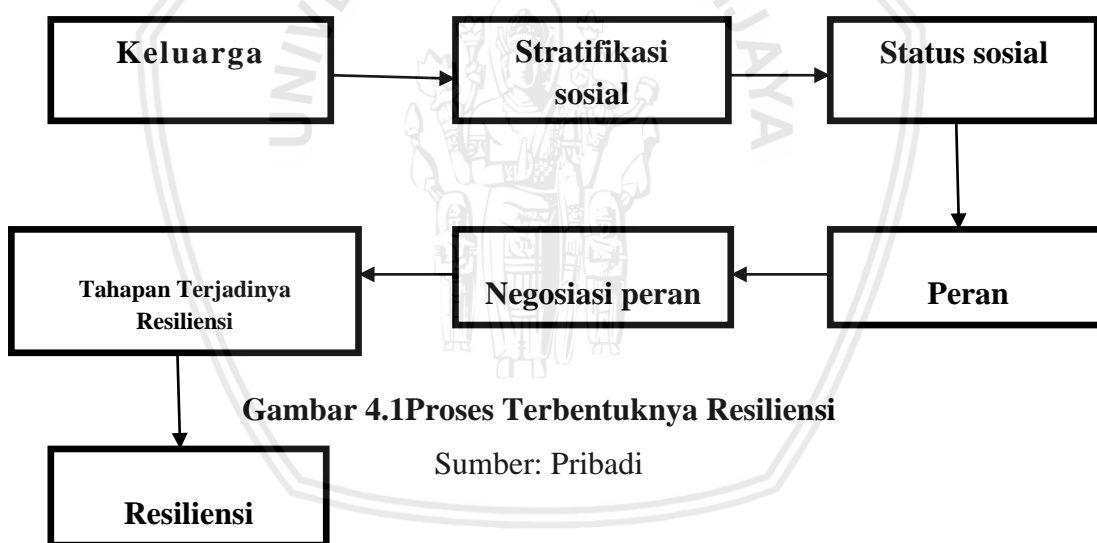 Keluarga
Stratifikasi
sosial
Status sosial
Peran
Negosiasi peran
Tahapan Terjadinya
Resiliensi
Resiliensi
Gambar 4.1Proses Terbentuknya Resiliensi
Sumber: Pribadi